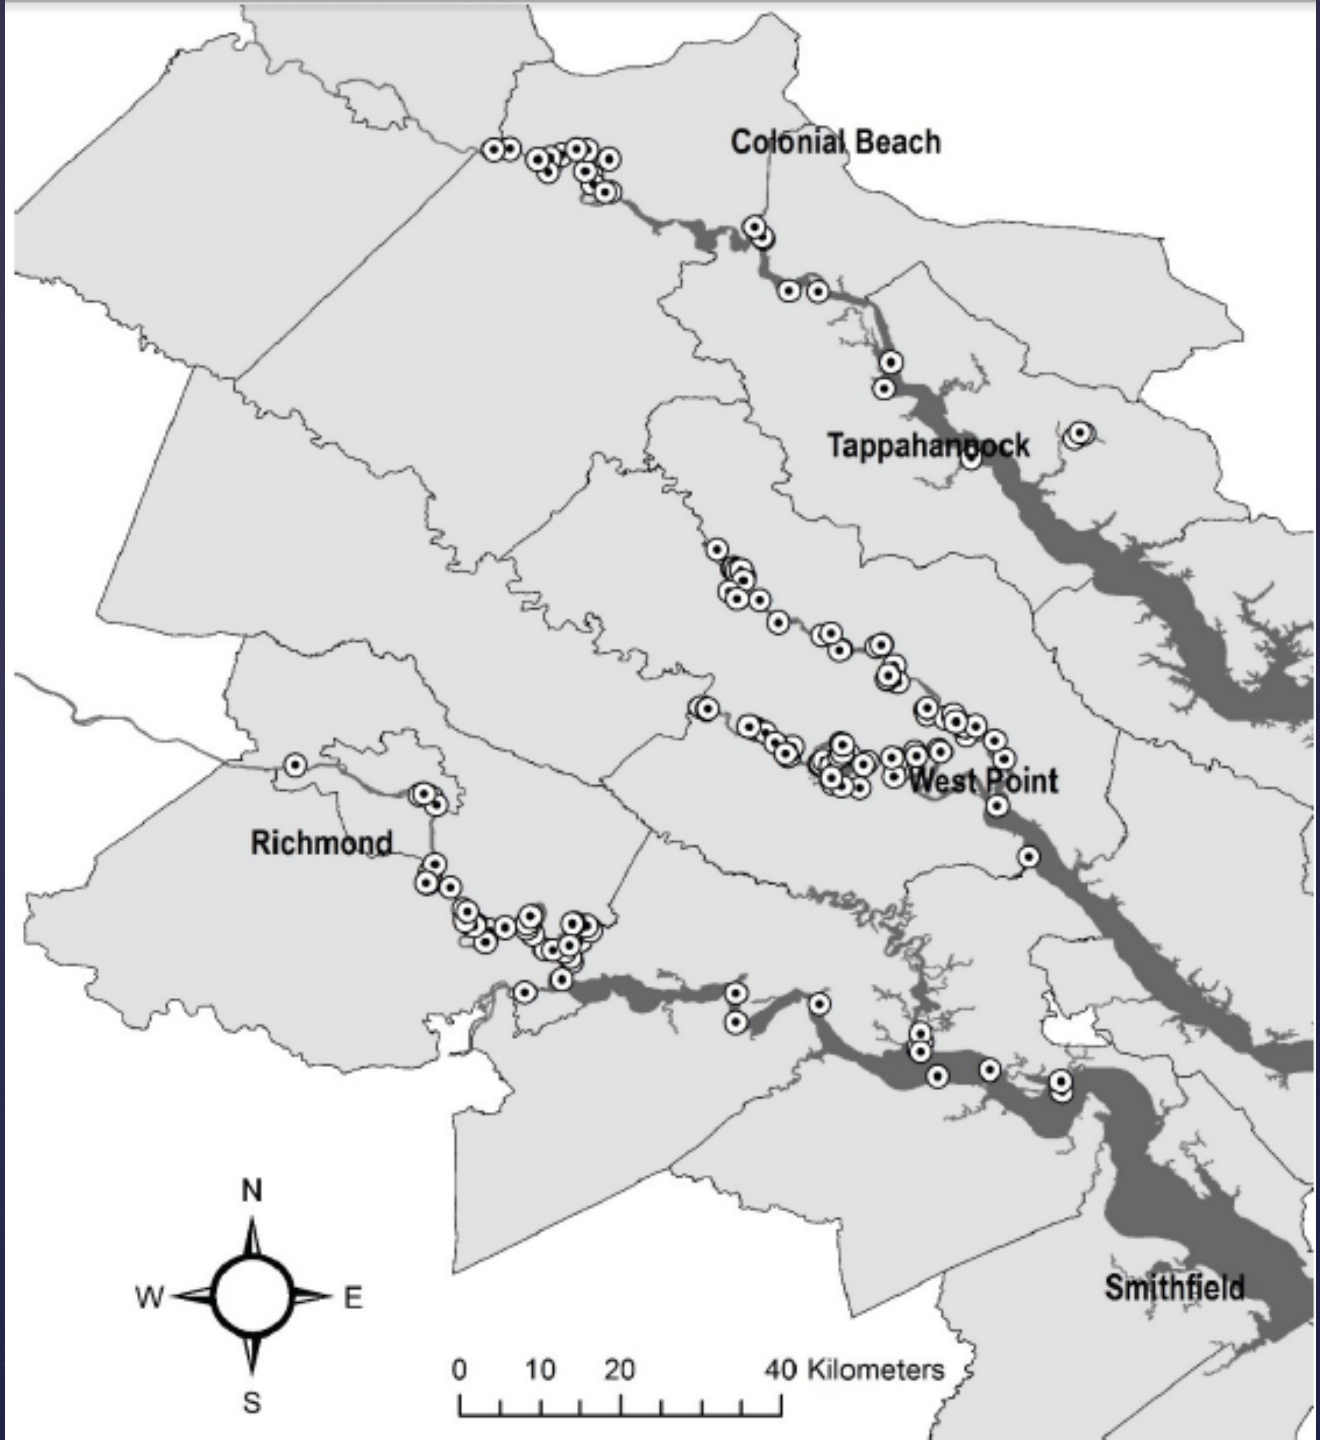 Colonial Beach
Tappahannock
West Point
Richmond
N
W E
S
Smithfield
0 10 20 40 Kilometers